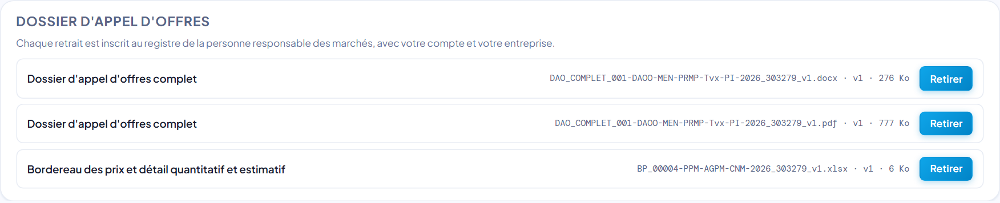 DOSSIER D'APPEL D'OFFRES
Chaque retrait est inscrit au registre de la personne responsable des marchés, avec votre compte et votre entreprise.
Dossier d'appel d'offres complet DAO_COMPLET_001-DAOO-MEN-PRMP-Tvx-PI-2026_303279_v1.docx · v1 · 276 Ko Retirer
Dossier d'appel d'offres complet DAO_COMPLET_001-DAOO-MEN-PRMP-Tvx-PI-2026_303279_v1.pdf · v1 · 777 Ko Retirer
Bordereau des prix et détail quantitatif et estimatif BP_00004-PPM-AGPM-CNM-2026_303279_v1.xlsx · v1 · 6 Ko Retirer